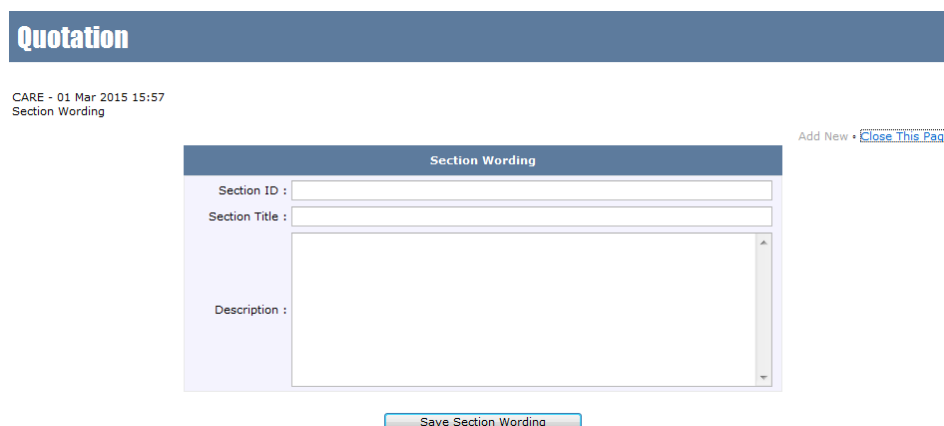 Quotation
CARE - 01 Mar 2015 15:57
Section Wording
Add New • Close This Pag
Section Wording
Section ID :
Section Title :
Description :
Save Section Wording